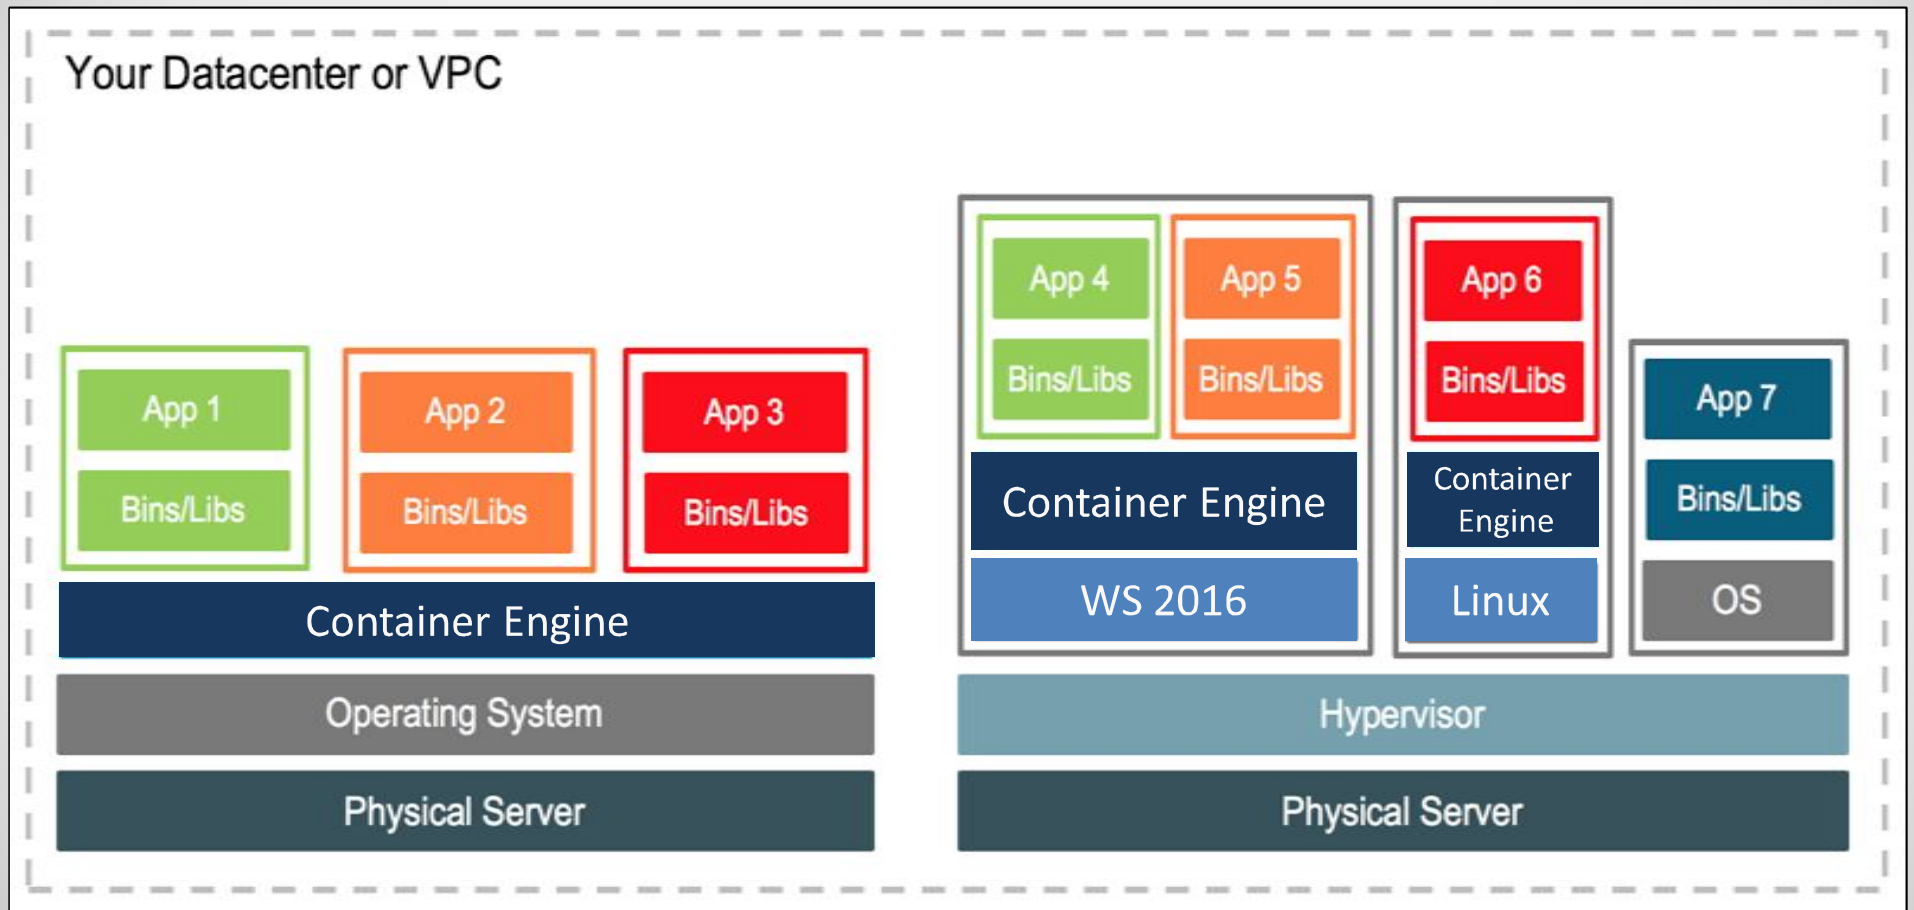 Your Datacenter or VPC
App 1
Bins/Libs
App 2
Bins/Libs
App 3
Bins/Libs
Container Engine
Operating System
Physical Server
App 4
Bins/Libs
App 5
Bins/Libs
Container Engine
WS 2016
App 6
Bins/Libs
Container
Engine
Linux
App 7
Bins/Libs
OS
Hypervisor
Physical Server